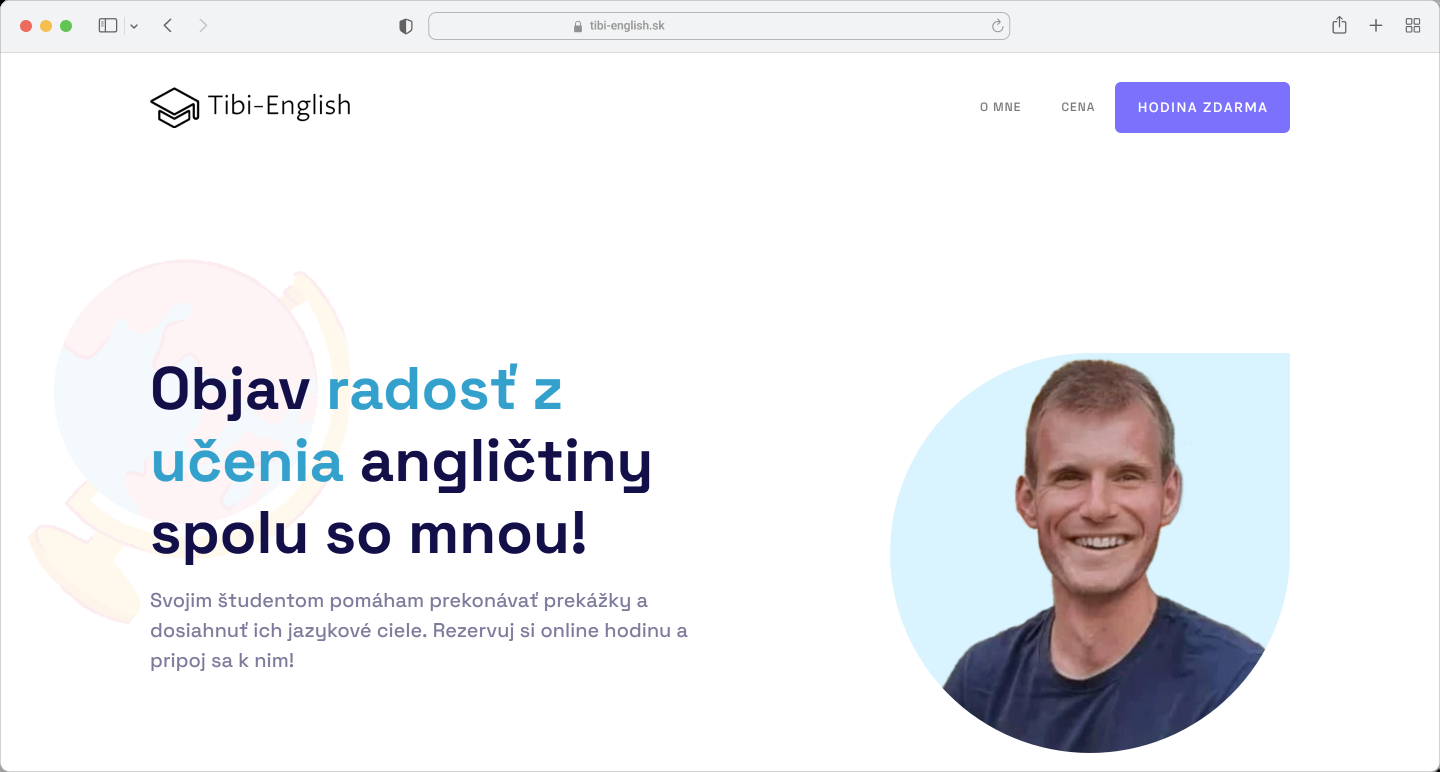 tibi-english.sk
Tibi-English
O MNE
CENA
HODINA ZDARMA
Objav radosť z
učenia angličtiny
spolu so mnou!
Svojim študentom pomáham prekonávať prekážky a
dosiahnuť ich jazykové ciele. Rezervuj si online hodinu a
pripoj sa k nim!